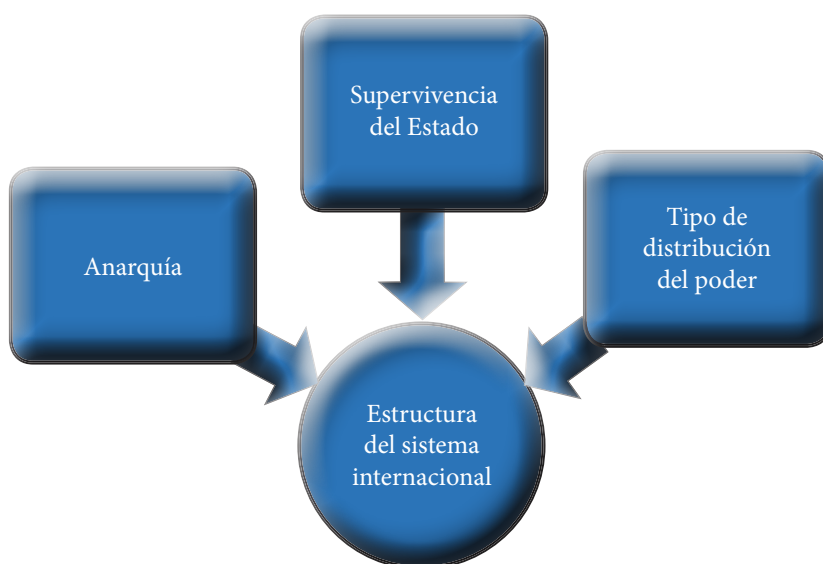 Supervivencia
del Estado
Anarquía
Tipo de
distribución
del poder
Estructura
del sistema
internacional